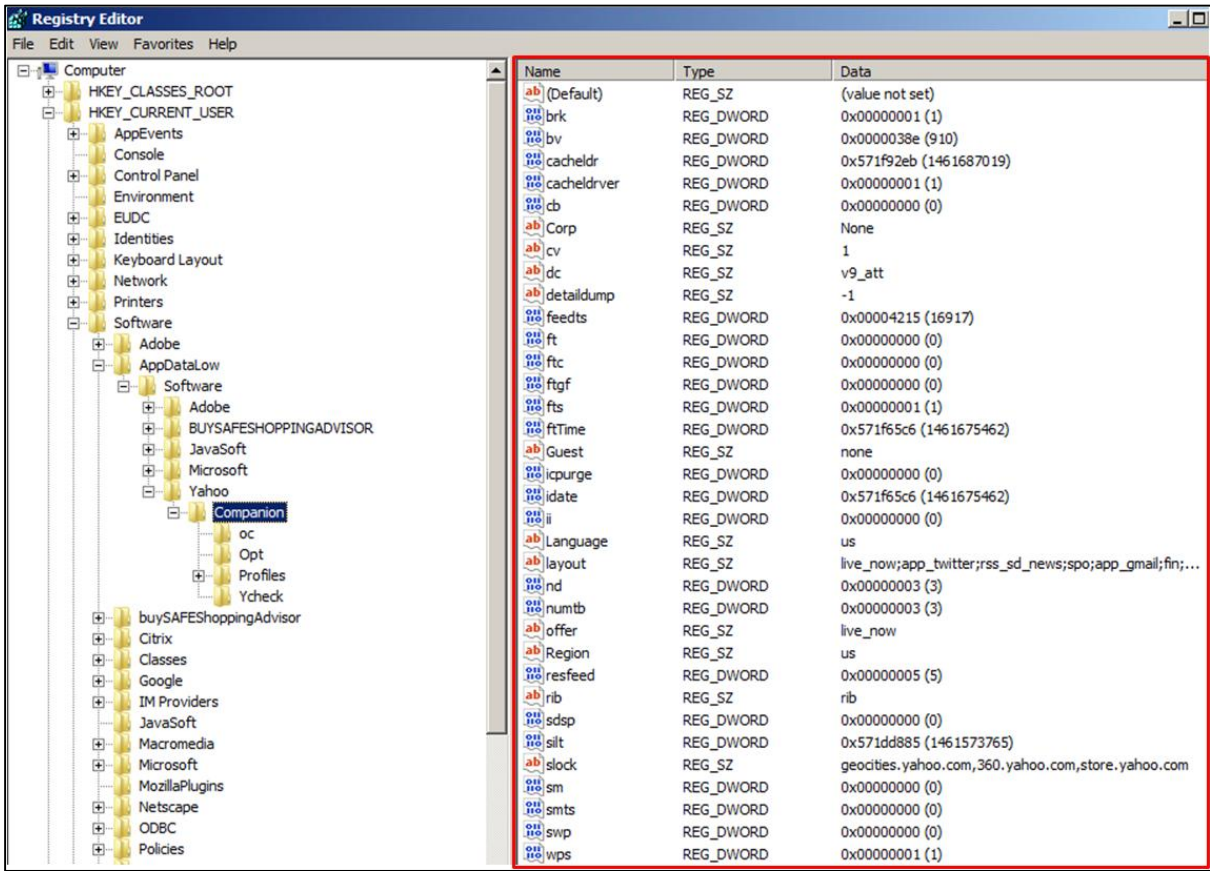 Registry Editor
File Edit View Favorites Help
Computer
HKEY_CLASSES_ROOT
HKEY_CURRENT_USER
AppEvents
Console
Control Panel
Environment
EUDC
Identities
Keyboard Layout
Network
Printers
Software
Adobe
AppDataLow
Software
Adobe
BUYSAFESHOPPINGADVISOR
JavaSoft
Microsoft
Yahoo
Companion
oc
Opt
Profiles
Ycheck
buySAFEShoppingAdvisor
Citrix
Classes
Google
IM Providers
JavaSoft
Macromedia
Microsoft
MozillaPlugins
Netscape
ODBC
Policies
Name Type Data
(Default) REG_SZ (value not set)
brk REG_DWORD 0x00000001 (1)
bv REG_DWORD 0x0000038e (910)
cacheldr REG_DWORD 0x571f92eb (1461687019)
cacheldrver REG_DWORD 0x00000001 (1)
cb REG_DWORD 0x00000000 (0)
Corp REG_SZ None
cv REG_SZ 1
dc REG_SZ v9_att
detaildump REG_SZ -1
feedts REG_DWORD 0x00004215 (16917)
ft REG_DWORD 0x00000000 (0)
ftc REG_DWORD 0x00000000 (0)
ftgf REG_DWORD 0x00000000 (0)
fts REG_DWORD 0x00000001 (1)
ftTime REG_DWORD 0x571f65c6 (1461675462)
Guest REG_SZ none
icpurge REG_DWORD 0x00000000 (0)
idate REG_DWORD 0x571f65c6 (1461675462)
ii REG_DWORD 0x00000000 (0)
Language REG_SZ us
layout REG_SZ live_now;app_twitter;rss_sd_news;spo;app_gmail;fin;...
nd REG_DWORD 0x00000003 (3)
numtb REG_DWORD 0x00000003 (3)
offer REG_SZ live_now
Region REG_SZ us
resfeed REG_DWORD 0x00000005 (5)
rib REG_SZ rib
sdsp REG_DWORD 0x00000000 (0)
silt REG_DWORD 0x571dd885 (1461573765)
slock REG_SZ geocities.yahoo.com,360.yahoo.com,store.yahoo.com
sm REG_DWORD 0x00000000 (0)
smts REG_DWORD 0x00000000 (0)
swp REG_DWORD 0x00000000 (0)
wps REG_DWORD 0x00000001 (1)